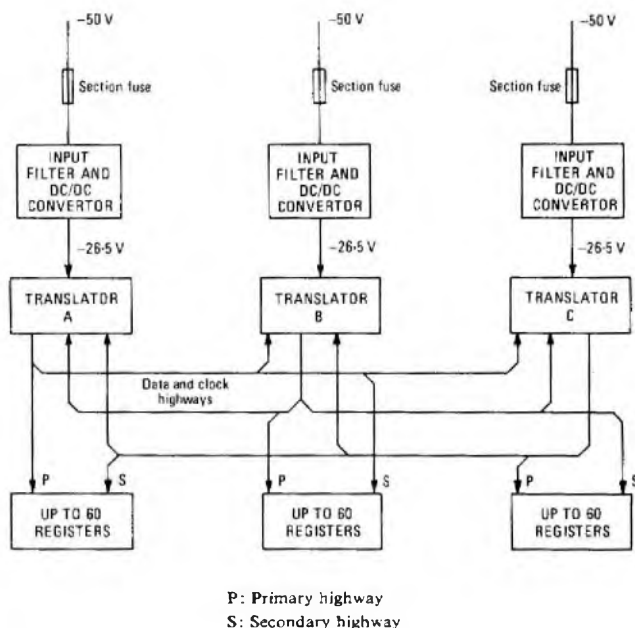 −50 V
−50 V
−50 V
Section fuse
Section fuse
Section fuse
INPUT
FILTER AND
DC/DC
CONVERTOR
INPUT
FILTER AND
DC/DC
CONVERTOR
INPUT
FILTER AND
DC/DC
CONVERTOR
−26·5 V
−26·5 V
−26·5 V
TRANSLATOR
A
TRANSLATOR
B
TRANSLATOR
C
Data and clock
highways
P
S
P
S
P
S
UP TO 60
REGISTERS
UP TO 60
REGISTERS
UP TO 60
REGISTERS
P: Primary highway
S: Secondary highway